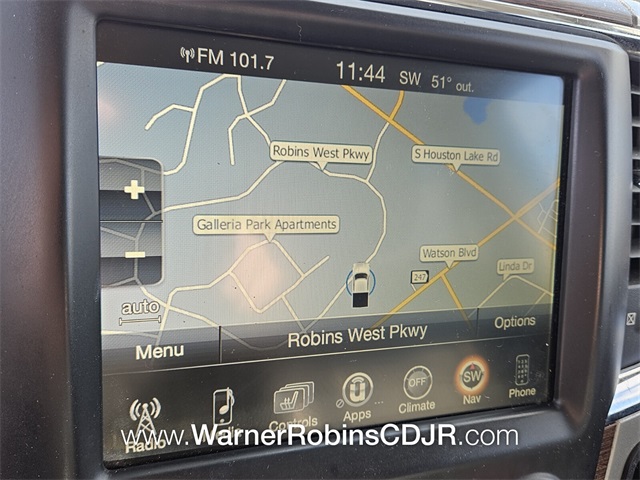 FM 101.7
11:44 SW 51° out.
Robins West Pkwy
S Houston Lake Rd
Galleria Park Apartments
Watson Blvd
247
Linda Dr
+
−
auto
Menu
Robins West Pkwy
Options
Radio
Controls
Apps
OFF
Climate
SW
Nav
Phone
www.WarnerRobinsCDJR.com